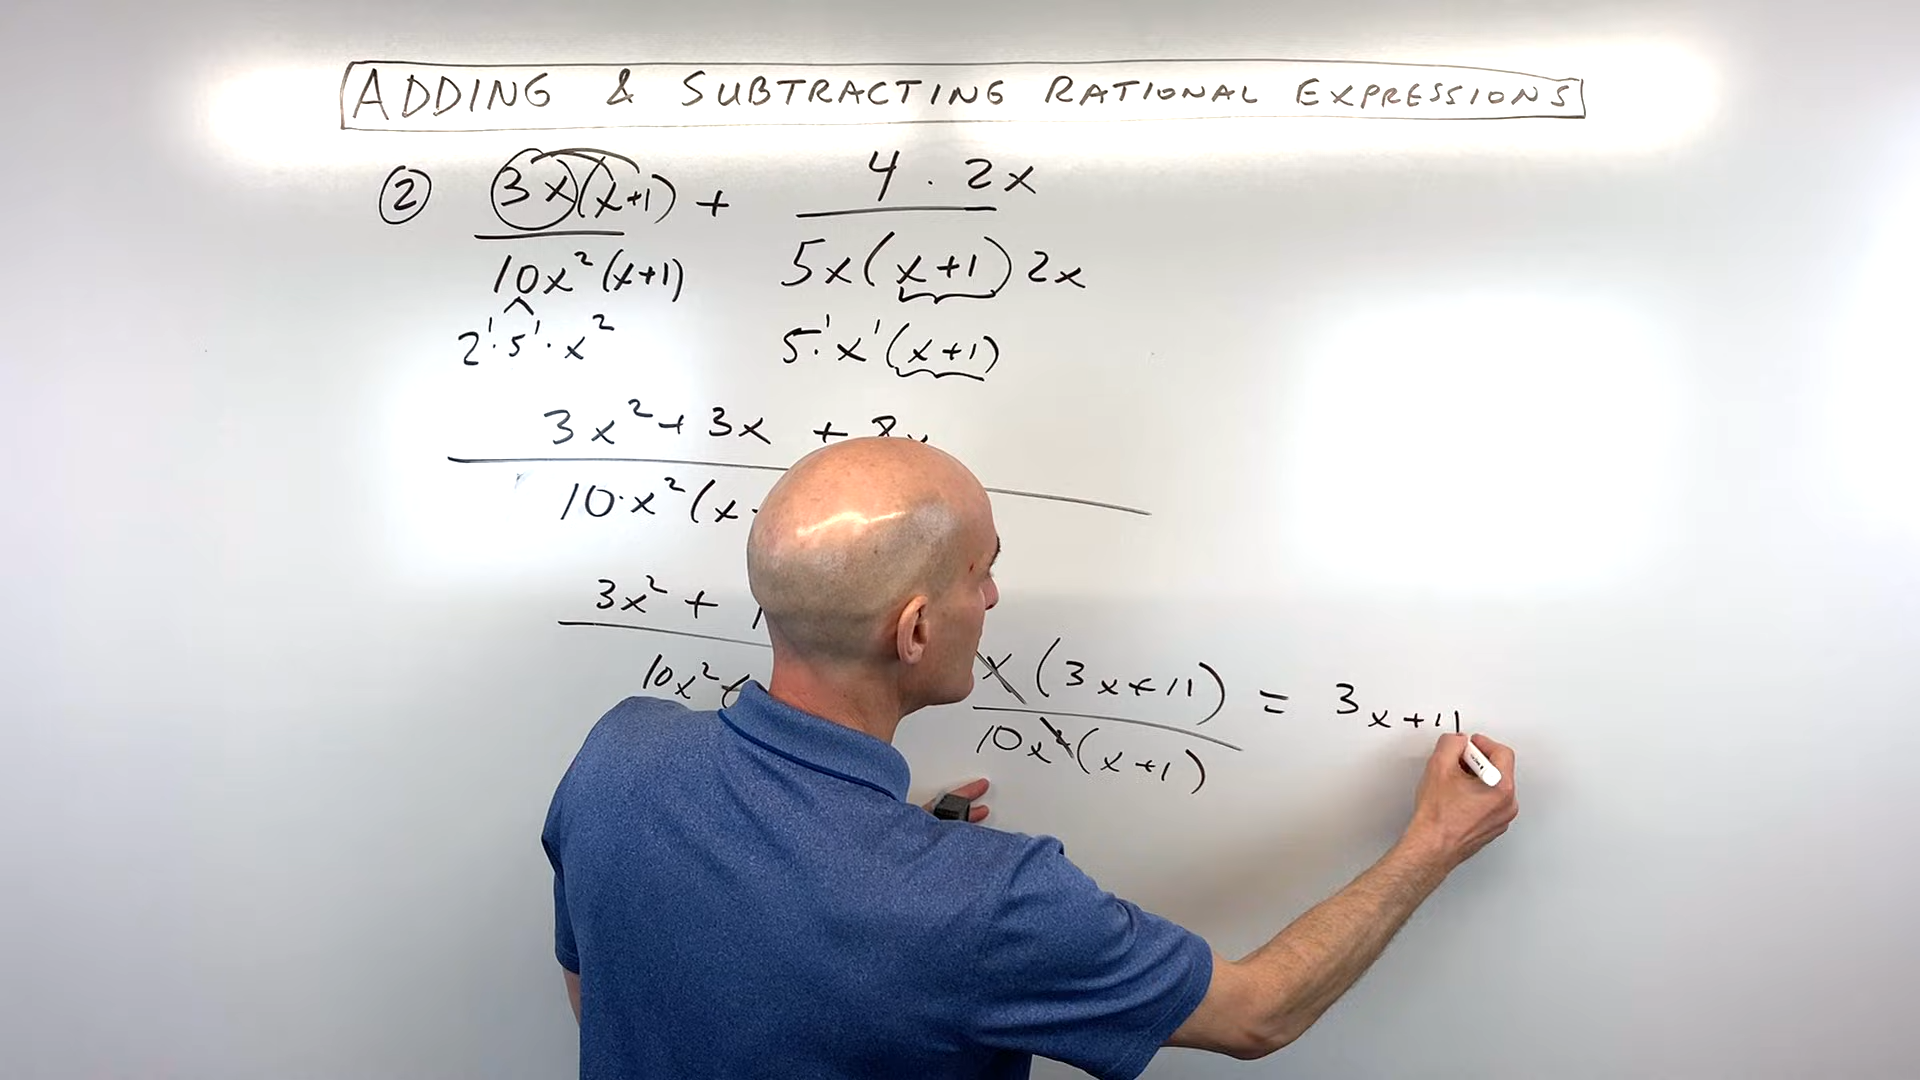 ADDING & SUBTRACTING RATIONAL EXPRESSIONS
② 3x(x+1) + 4 · 2x
10x²(x+1) 5x(x+1)2x
2¹·5¹·x² 5¹·x¹(x+1)
3x² + 3x + 8x
10·x²(x
3x² +
10x²(
x(3x+11) = 3x+11
10x²(x+1)